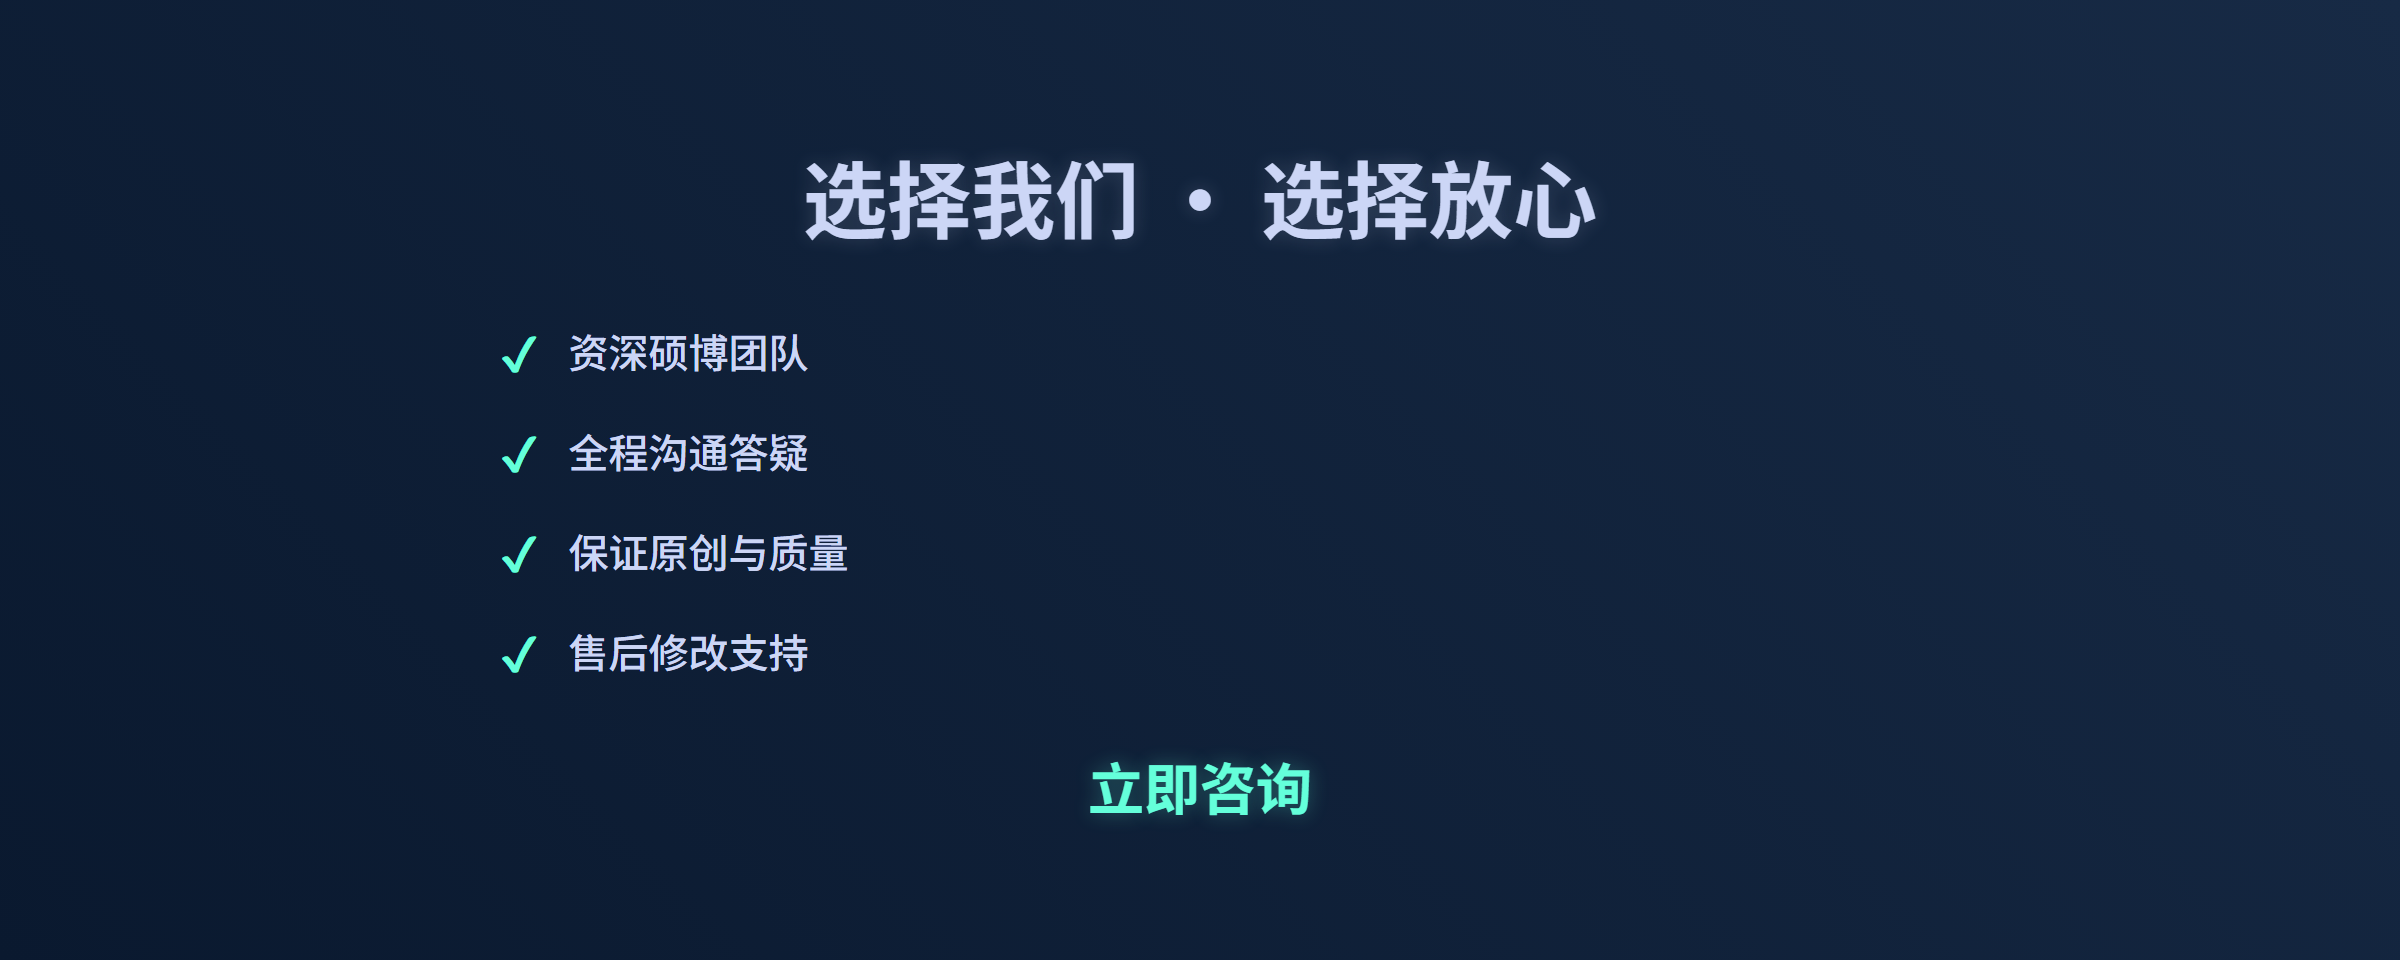 选择我们 · 选择放心
✓ 资深硕博团队
✓ 全程沟通答疑
✓ 保证原创与质量
✓ 售后修改支持
立即咨询